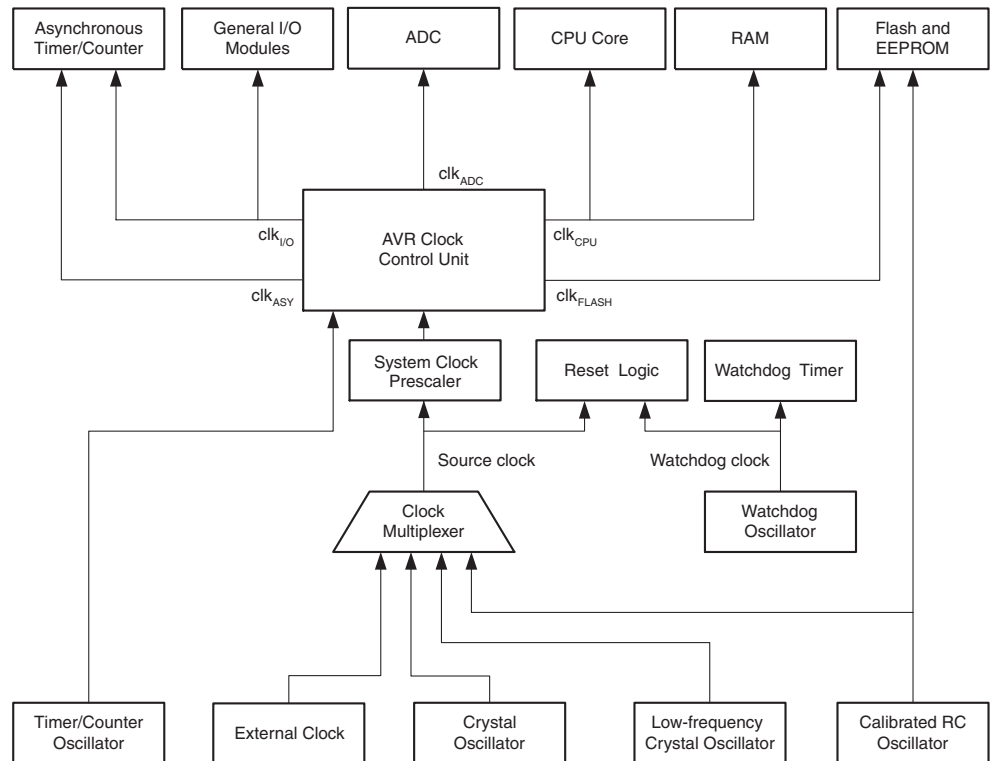 Asynchronous
Timer/Counter
General I/O
Modules
ADC
CPU Core
RAM
Flash and
EEPROM
clkADC
AVR Clock
Control Unit
clkI/O
clkCPU
clkASY
clkFLASH
System Clock
Prescaler
Reset Logic
Watchdog Timer
Source clock
Watchdog clock
Clock
Multiplexer
Watchdog
Oscillator
Timer/Counter
Oscillator
External Clock
Crystal
Oscillator
Low-frequency
Crystal Oscillator
Calibrated RC
Oscillator